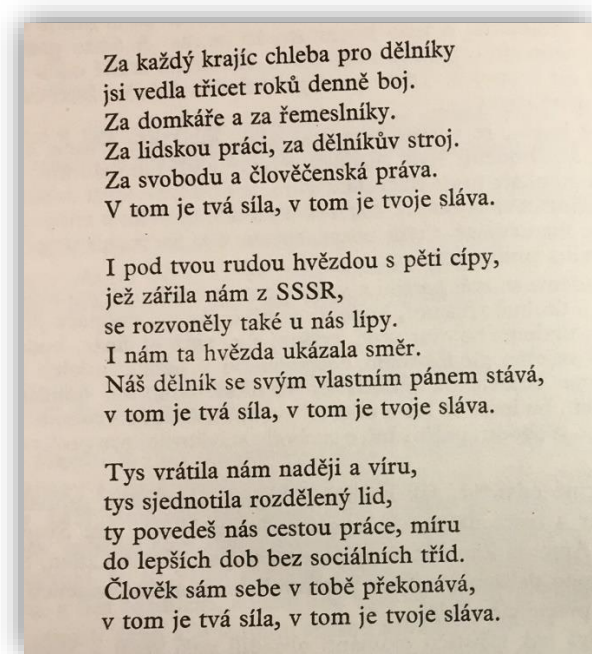 Za každý krajíc chleba pro dělníky
jsi vedla třicet roků denně boj.
Za domkáře a za řemeslníky.
Za lidskou práci, za dělníkův stroj.
Za svobodu a člověčenská práva.
V tom je tvá síla, v tom je tvoje sláva.

I pod tvou rudou hvězdou s pěti cípy,
jež zářila nám z SSSR,
se rozvoněly také u nás lípy.
I nám ta hvězda ukázala směr.
Náš dělník se svým vlastním pánem stává,
v tom je tvá síla, v tom je tvoje sláva.

Tys vrátila nám naději a víru,
tys sjednotila rozdělený lid,
ty povedeš nás cestou práce, míru
do lepších dob bez sociálních tříd.
Člověk sám sebe v tobě překonává,
v tom je tvá síla, v tom je tvoje sláva.